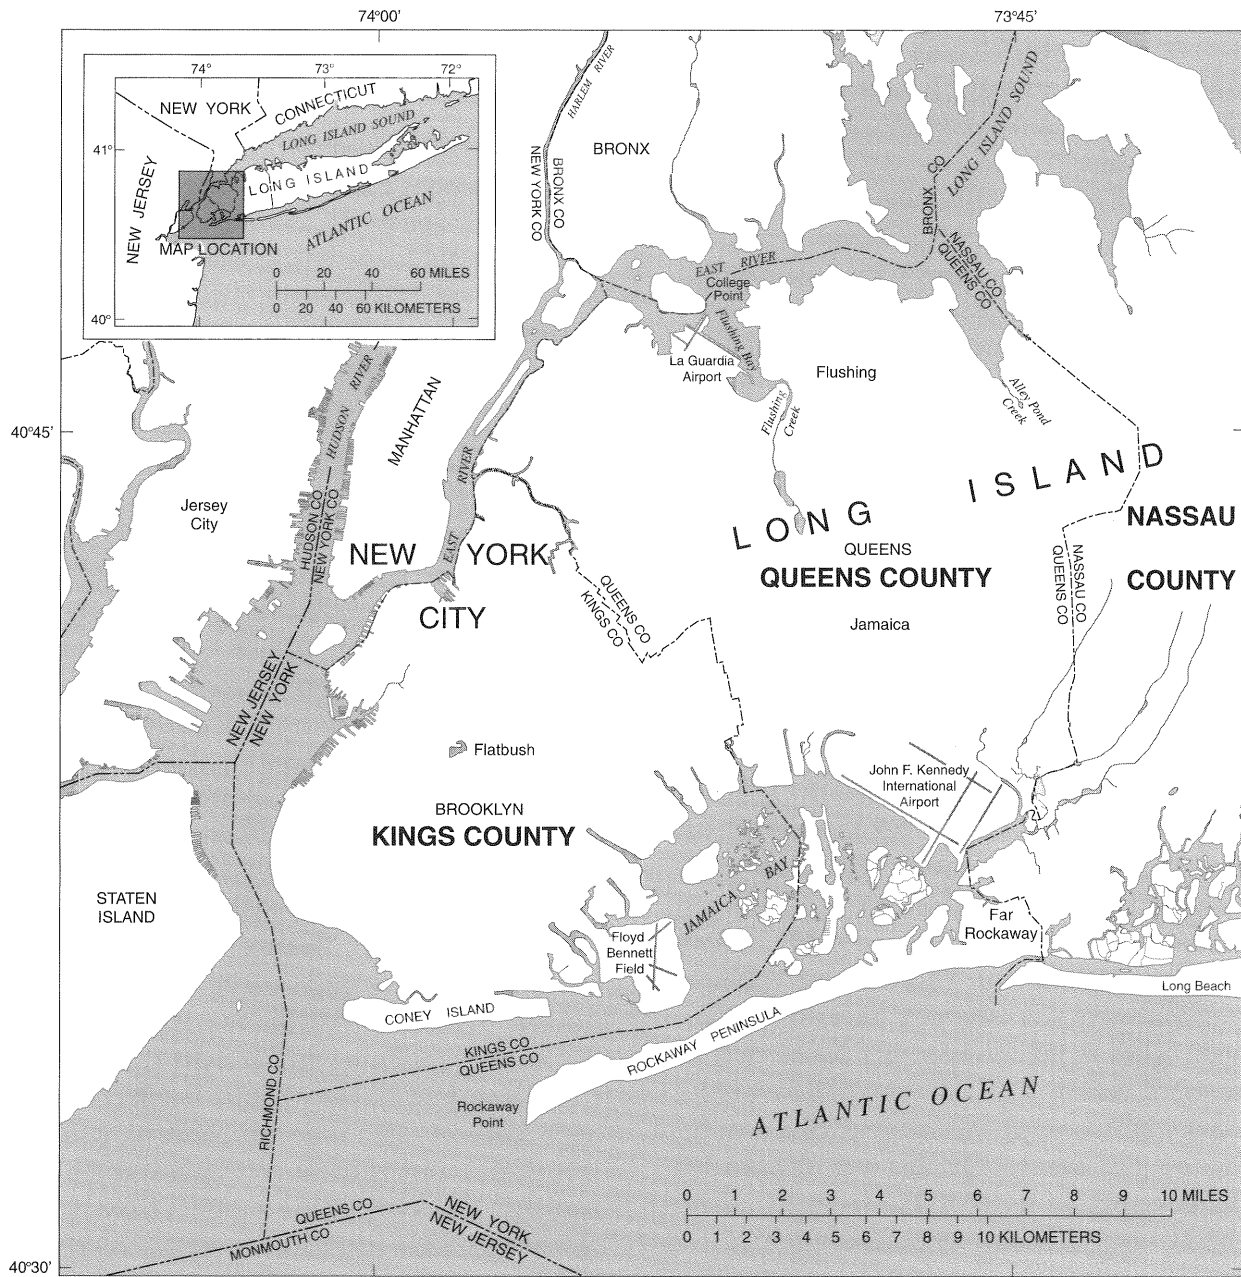 74°00'
73°45'
74°
73°
72°
NEW YORK
CONNECTICUT
LONG ISLAND SOUND
41°
LONG ISLAND
NEW JERSEY
ATLANTIC OCEAN
MAP LOCATION
0 20 40 60 MILES
0 20 40 60 KILOMETERS
40°
HARLEM RIVER
BRONX
NEW YORK CO
BRONX CO
LONG ISLAND SOUND
BRONX CO
NASSAU CO
QUEENS CO
EAST RIVER
College
Point
Flushing Bay
La Guardia
Airport
Flushing
Flushing
Creek
Alley Pond
Creek
HUDSON RIVER
MANHATTAN
EAST RIVER
40°45'
Jersey
City
HUDSON CO
NEW YORK CO
LONG ISLAND
NASSAU
COUNTY
NEW YORK
CITY
QUEENS
QUEENS COUNTY
Jamaica
NASSAU CO
QUEENS CO
QUEENS CO
KINGS CO
NEW JERSEY
NEW YORK
Flatbush
BROOKLYN
KINGS COUNTY
John F. Kennedy
International
Airport
JAMAICA BAY
STATEN
ISLAND
Floyd
Bennett
Field
Far
Rockaway
Long Beach
CONEY ISLAND
ROCKAWAY PENINSULA
KINGS CO
QUEENS CO
Rockaway
Point
RICHMOND CO
ATLANTIC OCEAN
QUEENS CO
MONMOUTH CO
NEW YORK
NEW JERSEY
0 1 2 3 4 5 6 7 8 9 10 MILES
0 1 2 3 4 5 6 7 8 9 10 KILOMETERS
40°30'